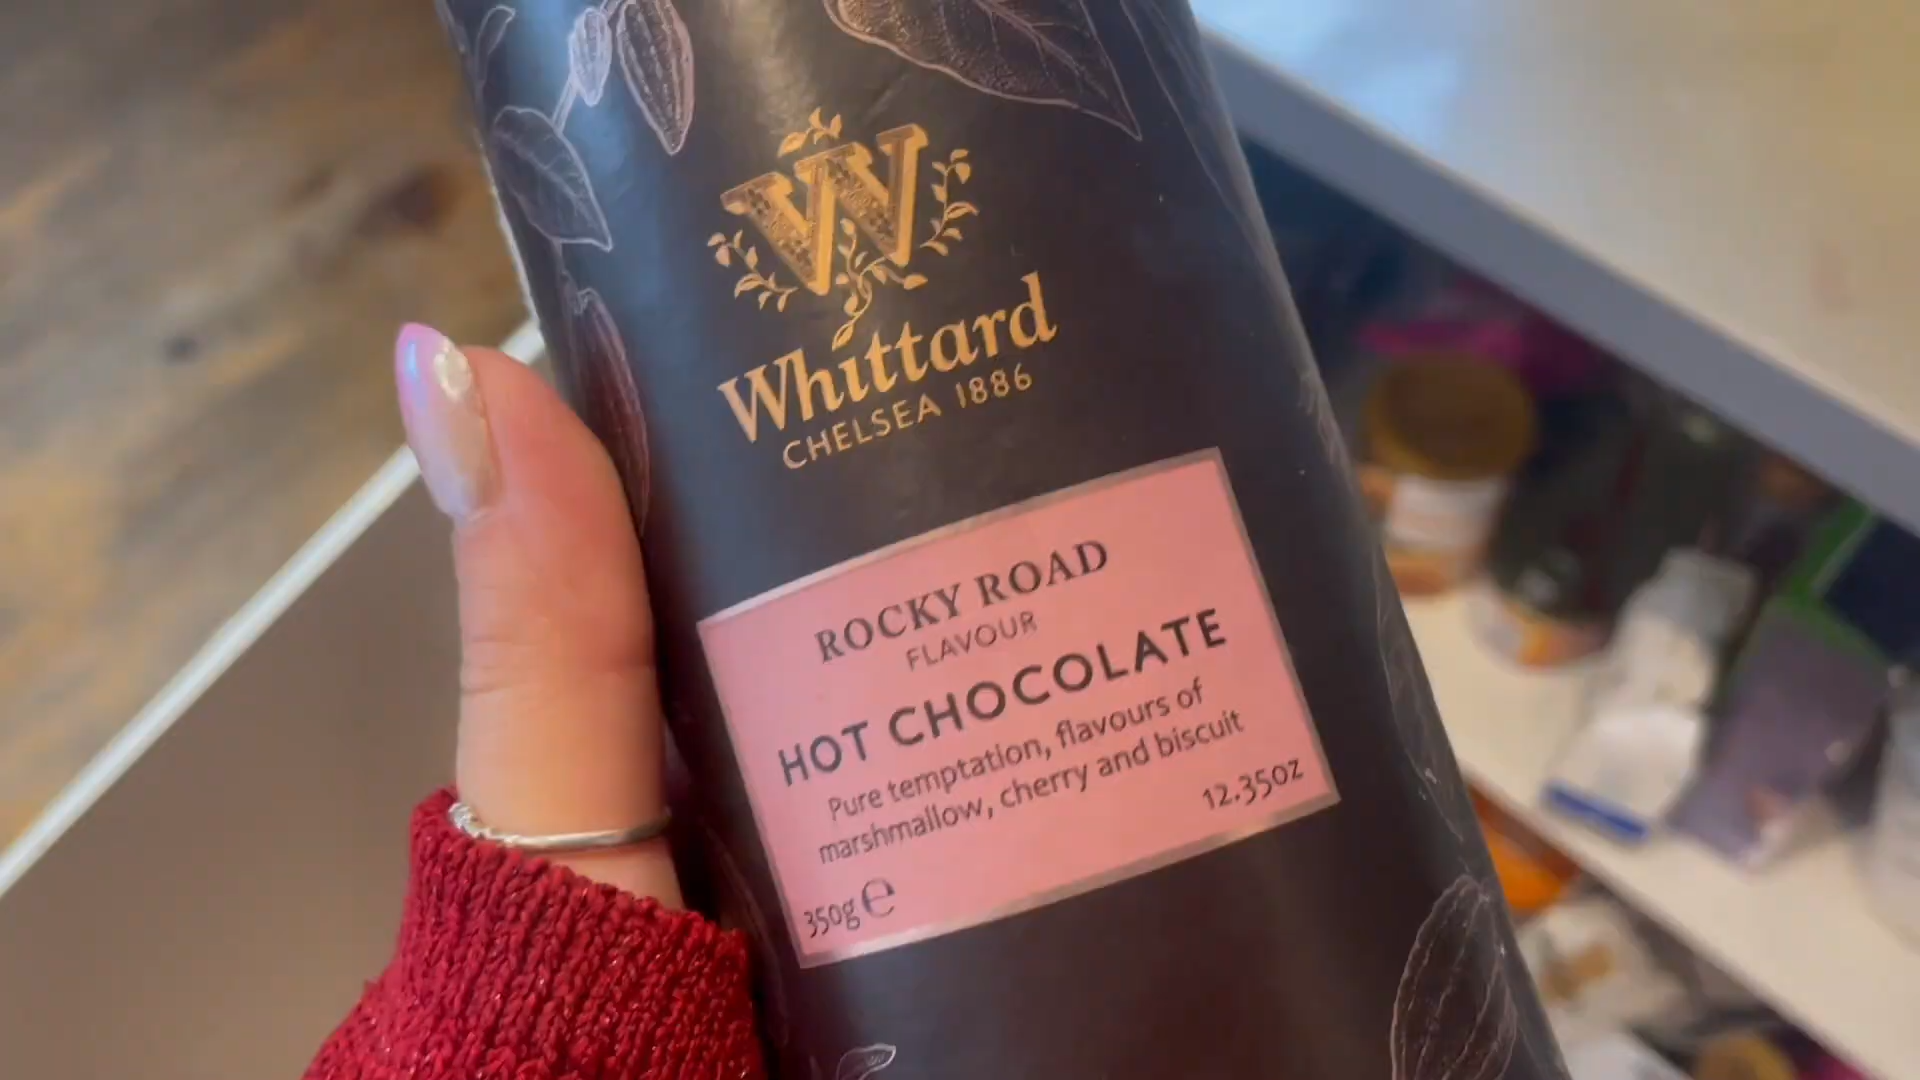 W
Whittard
CHELSEA 1886
ROCKY ROAD
FLAVOUR
HOT CHOCOLATE
Pure temptation, flavours of
marshmallow, cherry and biscuit
350g e
12.35oz